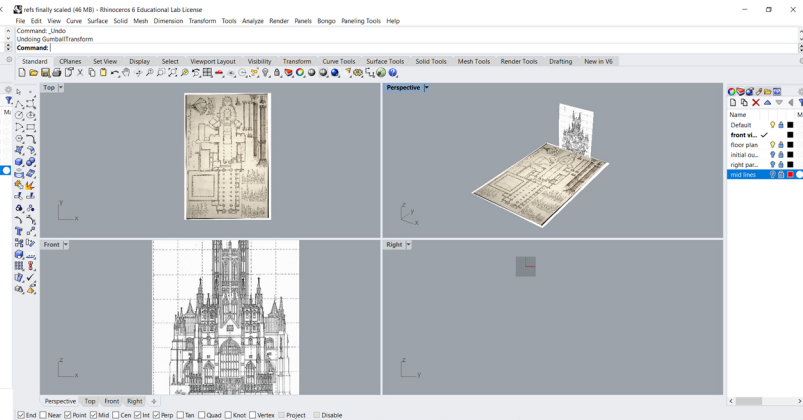 refs finally scaled (46 MB) - Rhinoceros 6 Educational Lab License
File Edit View Curve Surface Solid Mesh Dimension Transform Tools Analyze Render Panels Bongo Paneling Tools Help
Command: _Undo
Undoing GumballTransform
Command:
Standard CPlanes Set View Display Select Viewport Layout Visibility Transform Curve Tools Surface Tools Solid Tools Mesh Tools Render Tools Drafting New in V6
Top
Perspective
Name
Default
front vi...
floor plan
initial ou...
right par...
mid lines
y
x
z
y
x
Front
Right
z
x
z
y
Perspective Top Front Right
End Near Point Mid Cen Int Perp Tan Quad Knot Vertex Project Disable